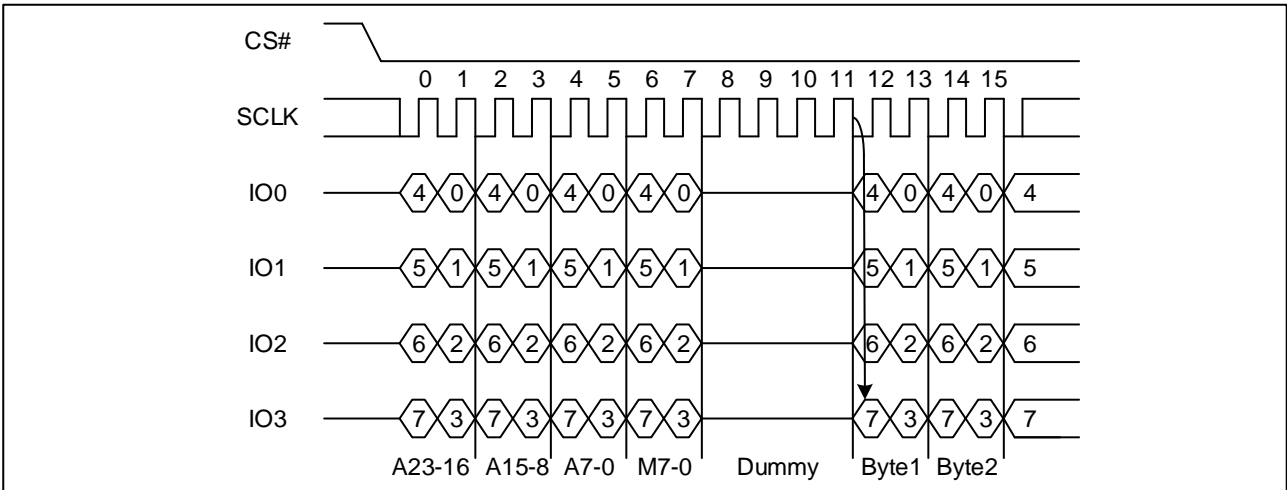 CS#
0 1 2 3 4 5 6 7 8 9 10 11 12 13 14 15
SCLK
IO0 4 0 4 0 4 0 4 0 4 0 4 0 4
IO1 5 1 5 1 5 1 5 1 5 1 5 1 5
IO2 6 2 6 2 6 2 6 2 6 2 6 2 6
IO3 7 3 7 3 7 3 7 3 7 3 7 3 7
A23-16 A15-8 A7-0 M7-0 Dummy Byte1 Byte2